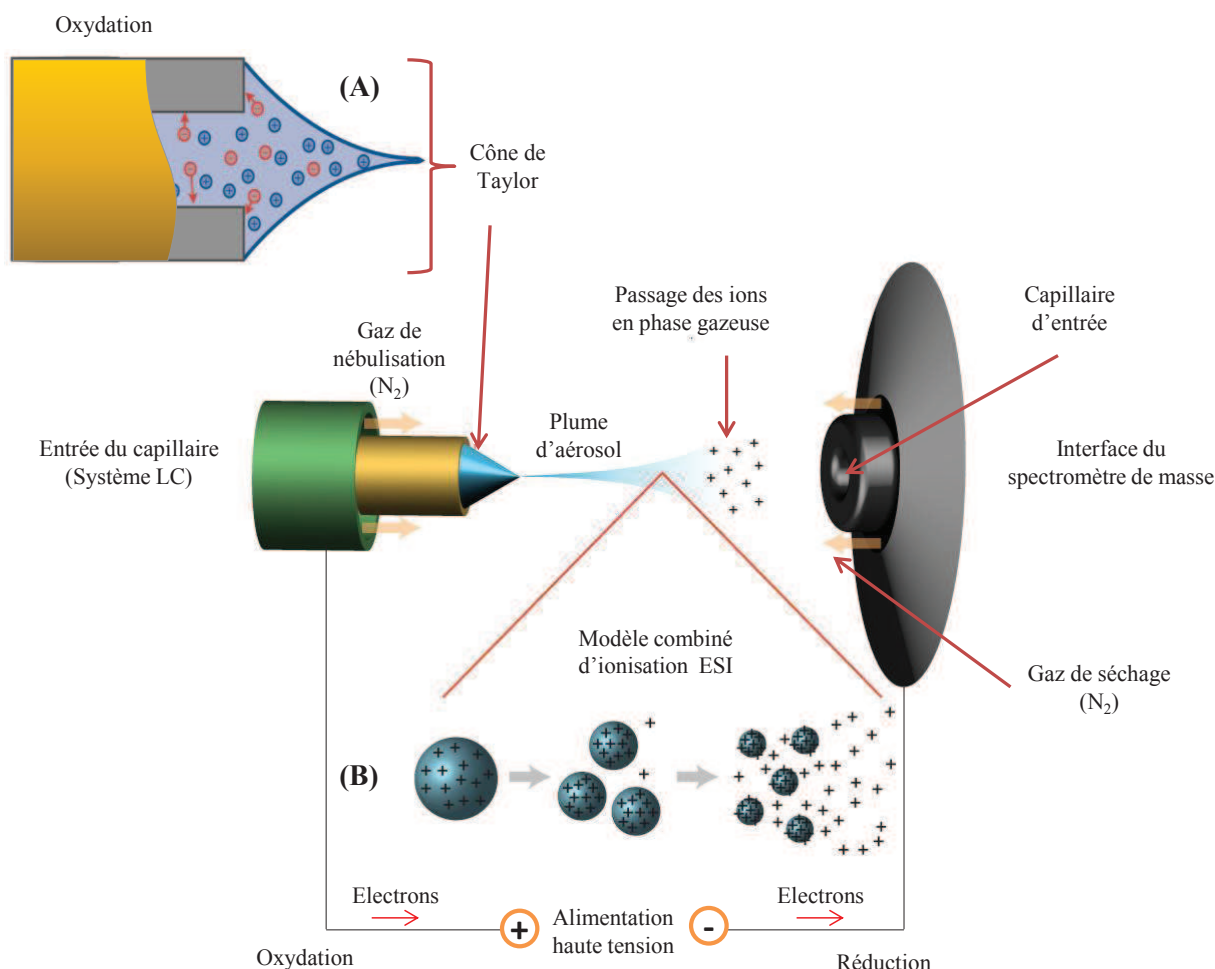 Oxydation
(A)
Cône de
Taylor
Passage des ions
en phase gazeuse
Capillaire
d'entrée
Gaz de
nébulisation
(N₂)
Entrée du capillaire
(Système LC)
Plume
d'aérosol
Interface du
spectromètre de masse
Modèle combiné
d'ionisation ESI
Gaz de séchage
(N₂)
(B)
Electrons
+
Alimentation
haute tension
-
Electrons
Oxydation
Réduction